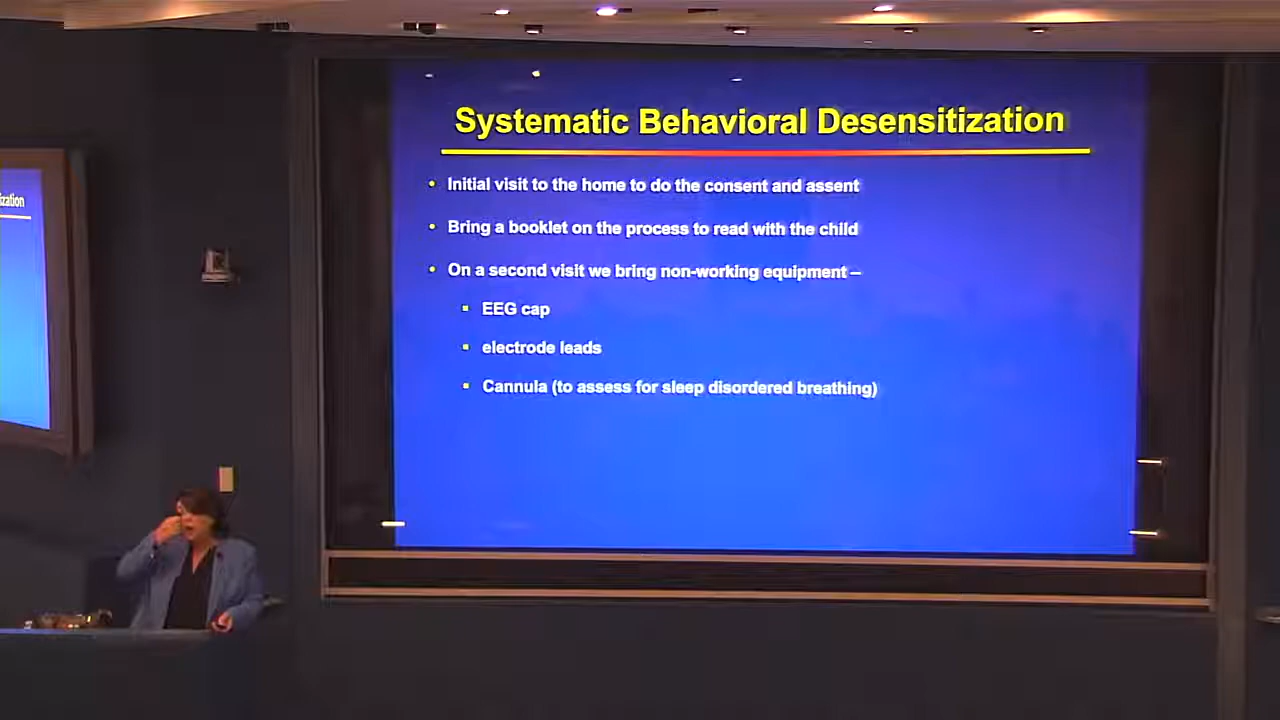 Systematic Behavioral Desensitization
• Initial visit to the home to do the consent and assent
• Bring a booklet on the process to read with the child
• On a second visit we bring non-working equipment –
▪ EEG cap
▪ electrode leads
▪ Cannula (to assess for sleep disordered breathing)
ization